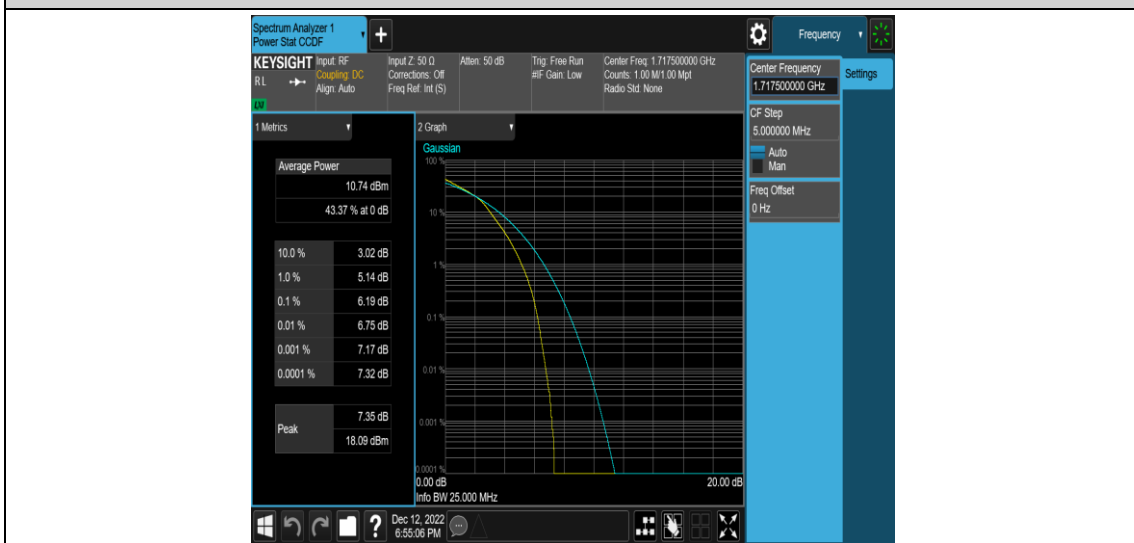 Spectrum Analyzer 1
Power Stat CCDF
+
Frequency
KEYSIGHT
RL
LXI
Input: RF
Coupling: DC
Align: Auto
Input Z: 50 Ω
Corrections: Off
Freq Ref: Int (S)
Atten: 50 dB
Trig: Free Run
#IF Gain: Low
Center Freq: 1.717500000 GHz
Counts: 1.00 M/1.00 Mpt
Radio Std: None
Center Frequency
1.717500000 GHz
Settings
CF Step
5.000000 MHz
Auto
Man
Freq Offset
0 Hz
1 Metrics
Average Power
10.74 dBm
43.37 % at 0 dB
10.0 % 3.02 dB
1.0 % 5.14 dB
0.1 % 6.19 dB
0.01 % 6.75 dB
0.001 % 7.17 dB
0.0001 % 7.32 dB
Peak
7.35 dB
18.09 dBm
2 Graph
Gaussian
100 %
10 %
1 %
0.1 %
0.01 %
0.001 %
0.0001 %
0.00 dB 20.00 dB
Info BW 25.000 MHz
?
Dec 12, 2022
6:55:06 PM